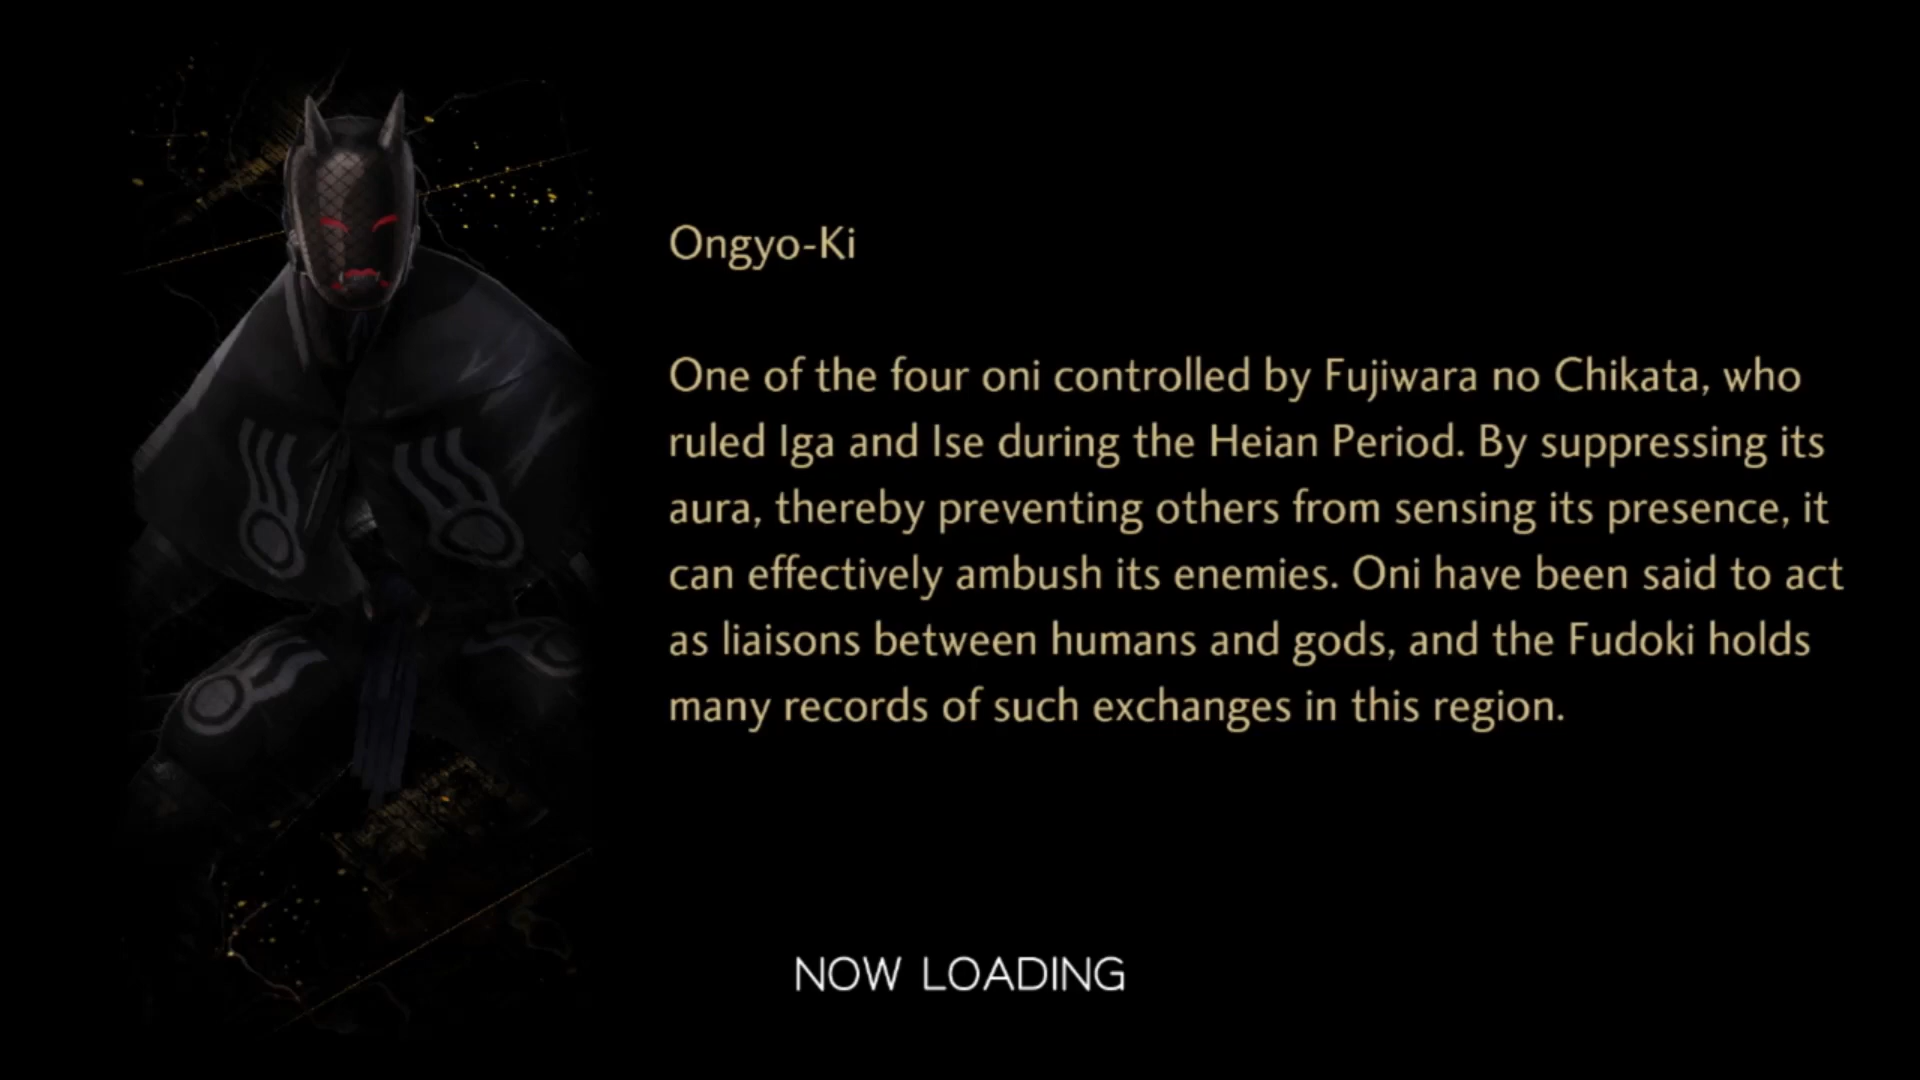 Ongyo-Ki
One of the four oni controlled by Fujiwara no Chikata, who
ruled Iga and Ise during the Heian Period. By suppressing its
aura, thereby preventing others from sensing its presence, it
can effectively ambush its enemies. Oni have been said to act
as liaisons between humans and gods, and the Fudoki holds
many records of such exchanges in this region.
NOW LOADING